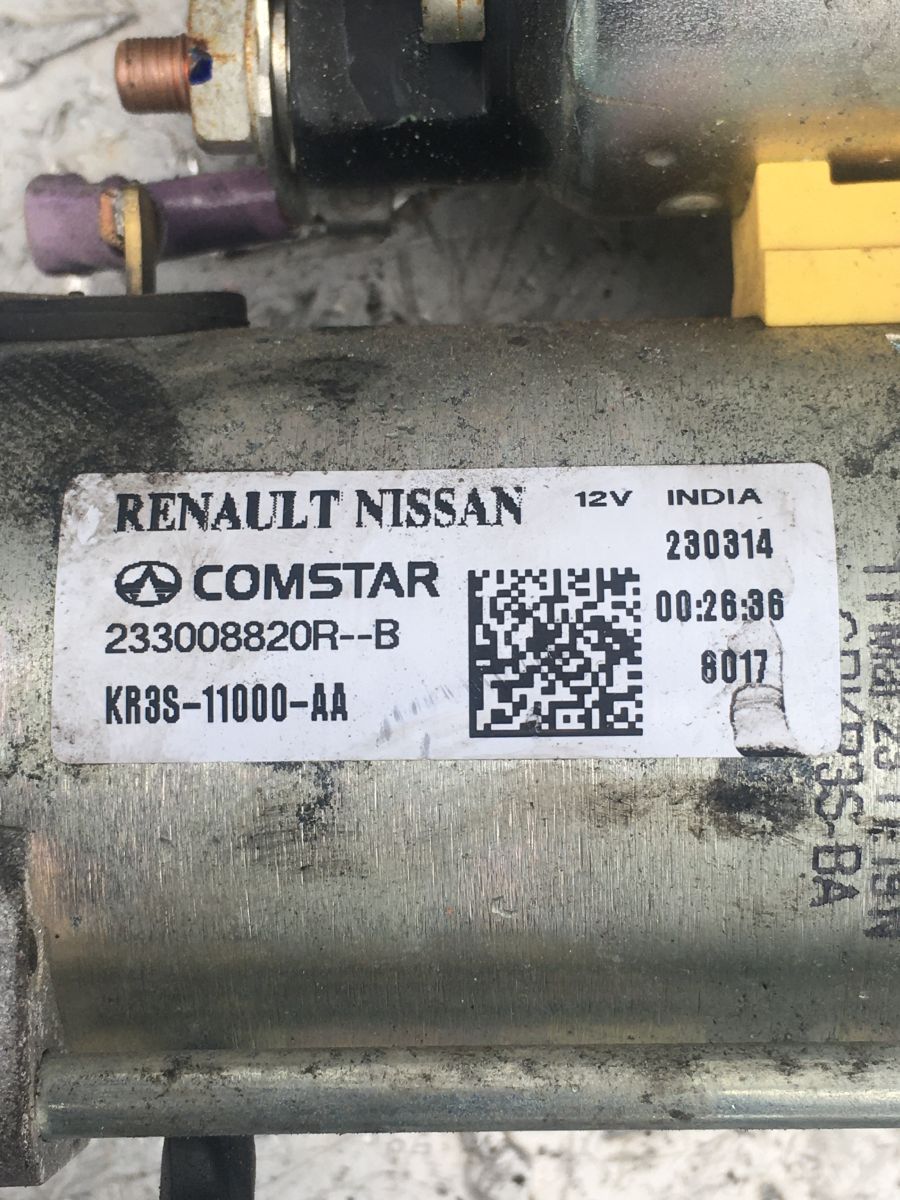 RENAULT NISSAN 12V INDIA
230314
COMSTAR
00:26:36
233008820R--B
6017
KR3S-11000-AA